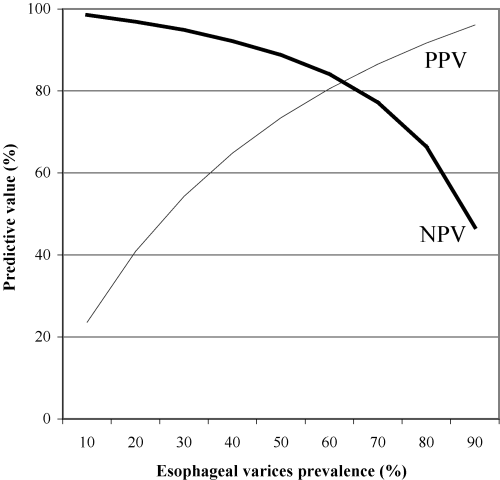 100
80
60
40
20
0
Predictive value (%)
PPV
NPV
10 20 30 40 50 60 70 80 90
Esophageal varices prevalence (%)